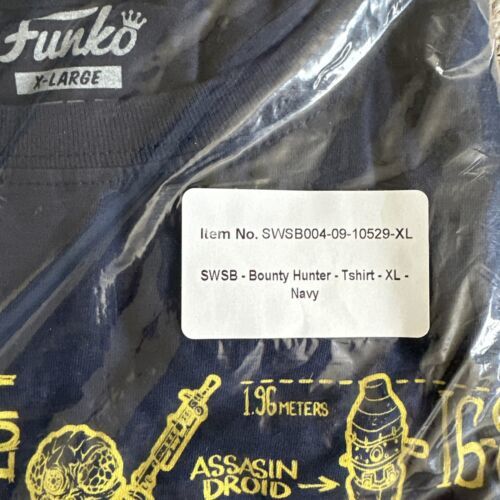 Funko
X-LARGE
Item No. SWSB004-09-10529-XL
SWSB - Bounty Hunter - Tshirt - XL -
Navy
1.96 METERS
ASSASIN
DROID